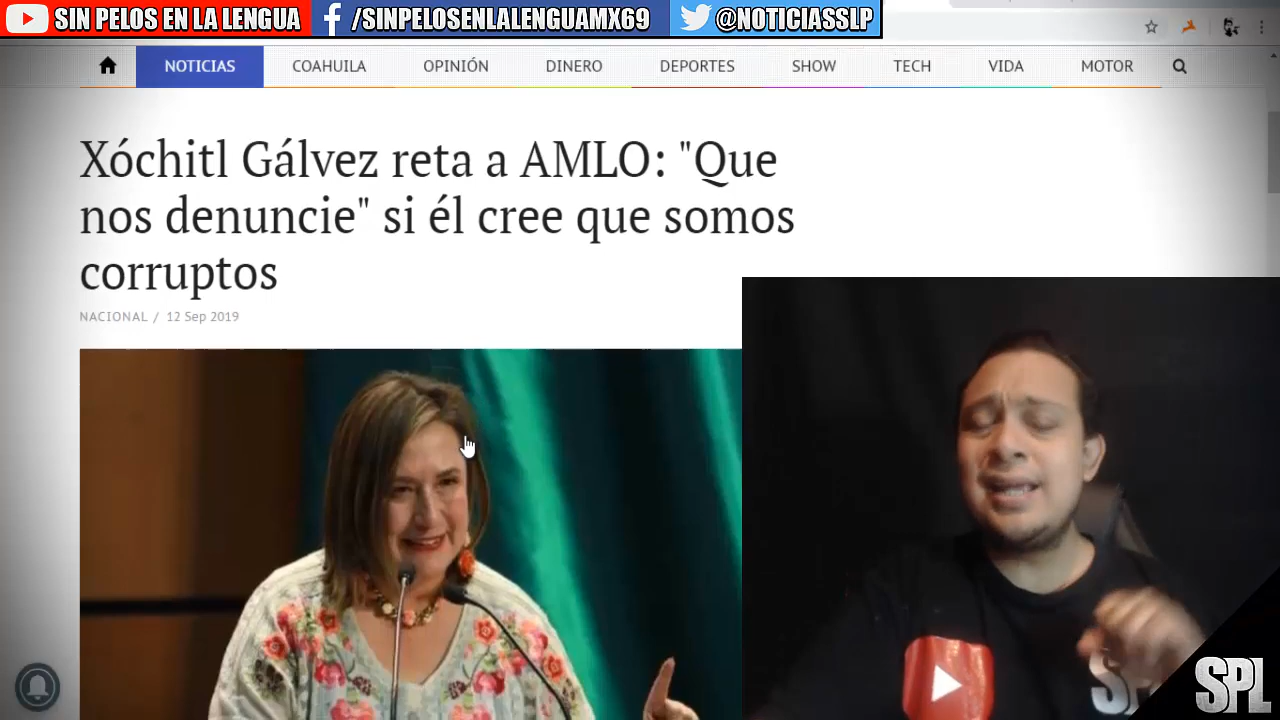 SIN PELOS EN LA LENGUA /SINPELOSENLALENGUAMX69 @NOTICIASSLP
NOTICIAS COAHUILA OPINIÓN DINERO DEPORTES SHOW TECH VIDA MOTOR
Xóchitl Gálvez reta a AMLO: "Que
nos denuncie" si él cree que somos
corruptos
NACIONAL / 12 Sep 2019
SPL